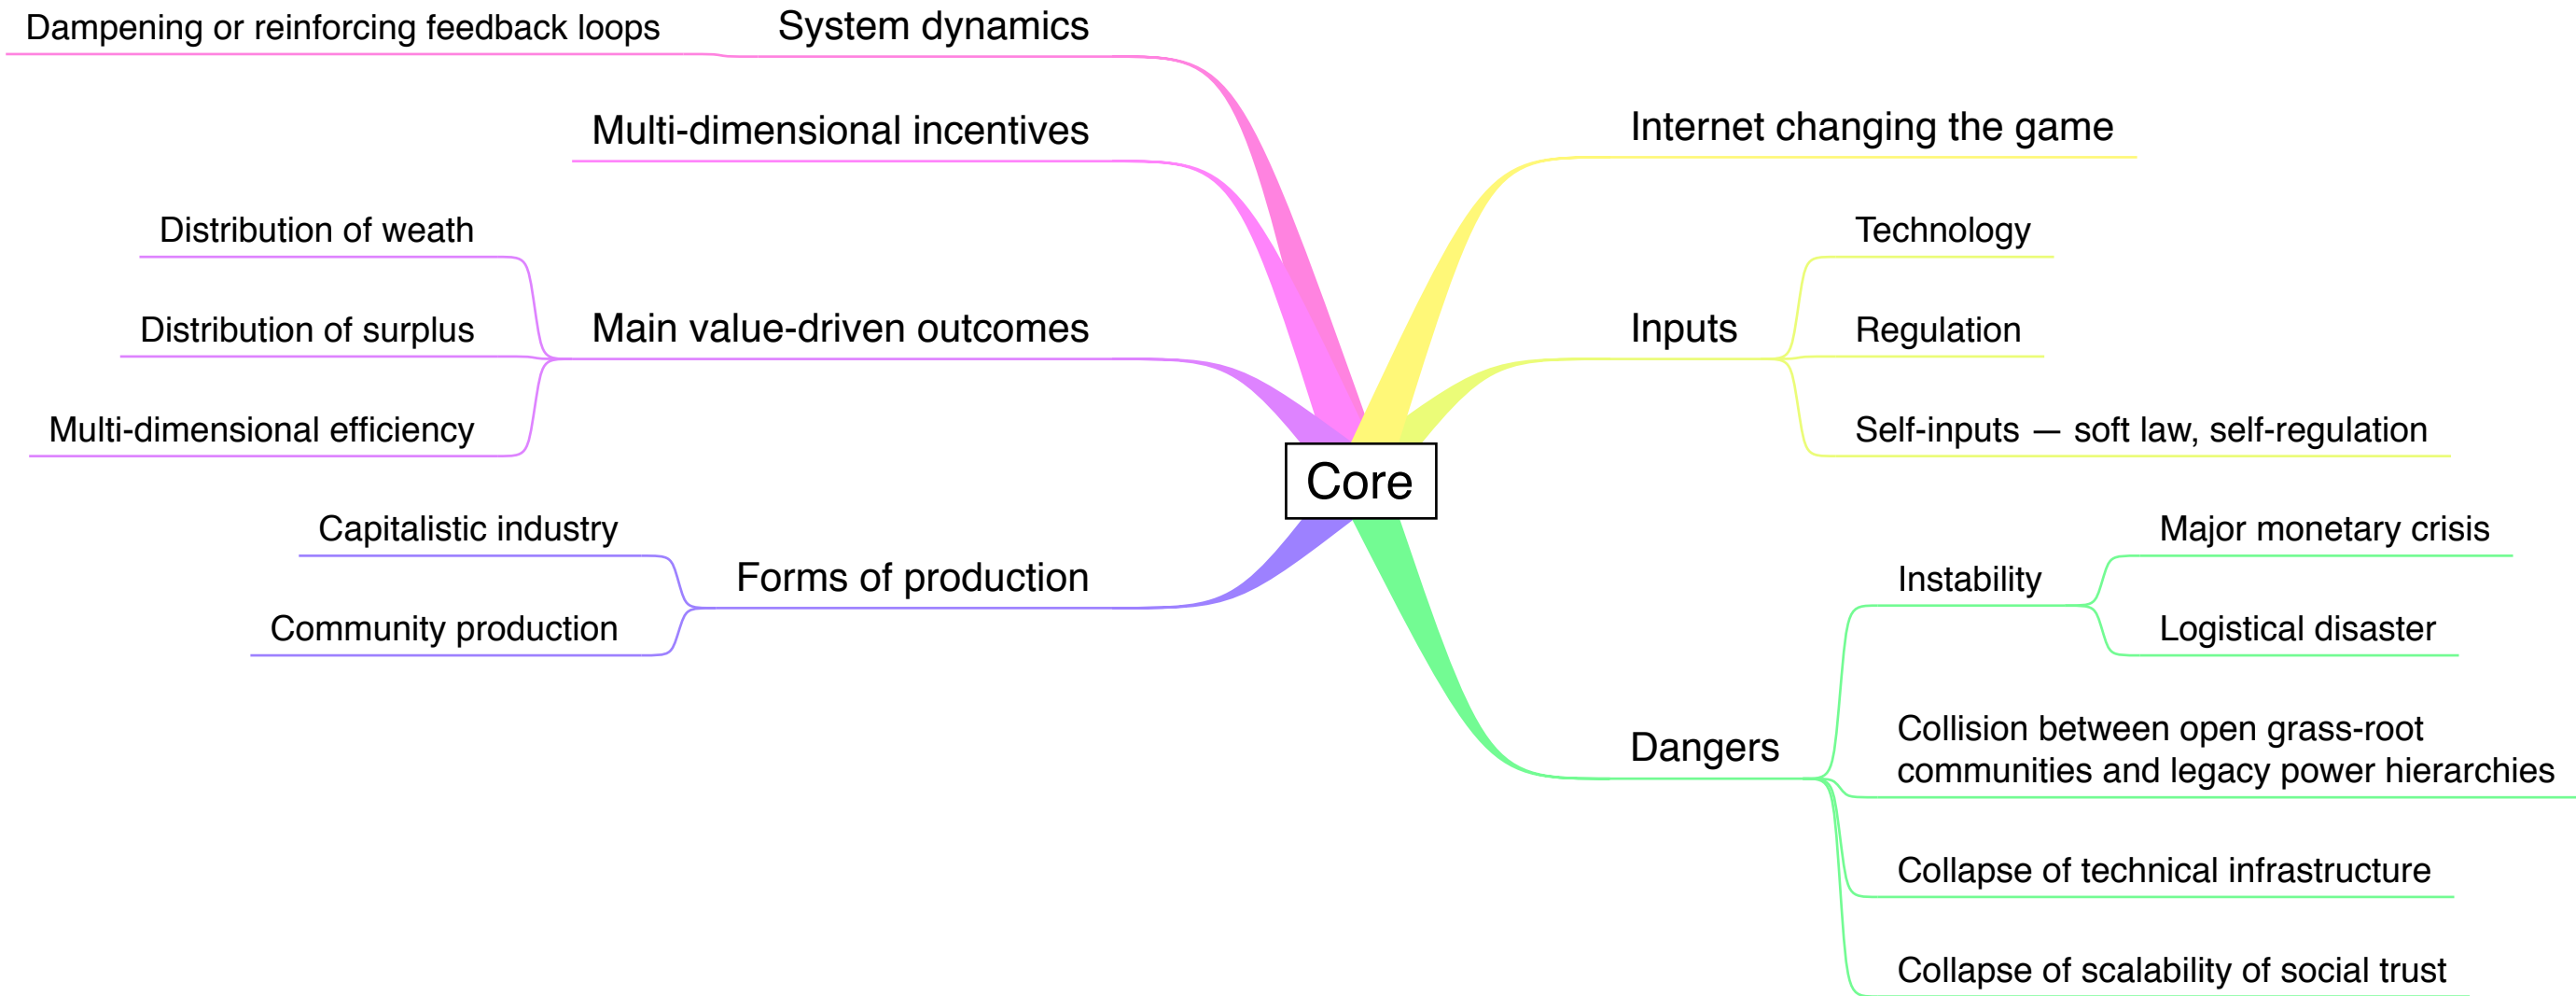 Dampening or reinforcing feedback loops
System dynamics
Multi-dimensional incentives
Distribution of weath
Distribution of surplus
Multi-dimensional efficiency
Main value-driven outcomes
Capitalistic industry
Community production
Forms of production
Core
Internet changing the game
Inputs
Technology
Regulation
Self-inputs — soft law, self-regulation
Dangers
Instability
Major monetary crisis
Logistical disaster
Collision between open grass-root
communities and legacy power hierarchies
Collapse of technical infrastructure
Collapse of scalability of social trust